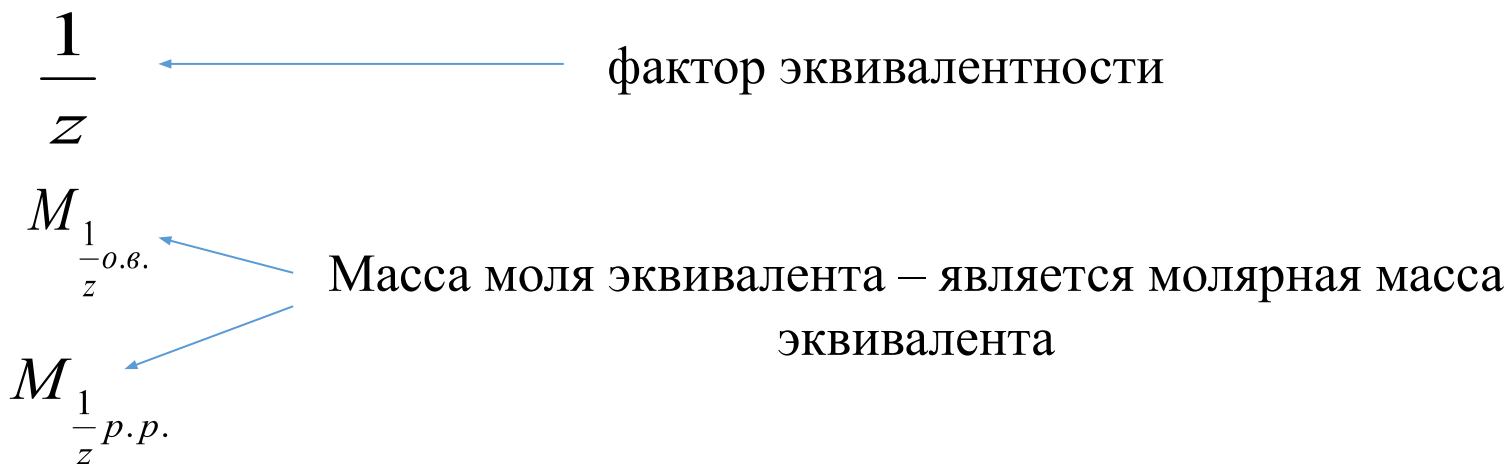 1/z фактор эквивалентности
M 1/z о.в.
Масса моля эквивалента – является молярная масса
эквивалента
M 1/z р.р.